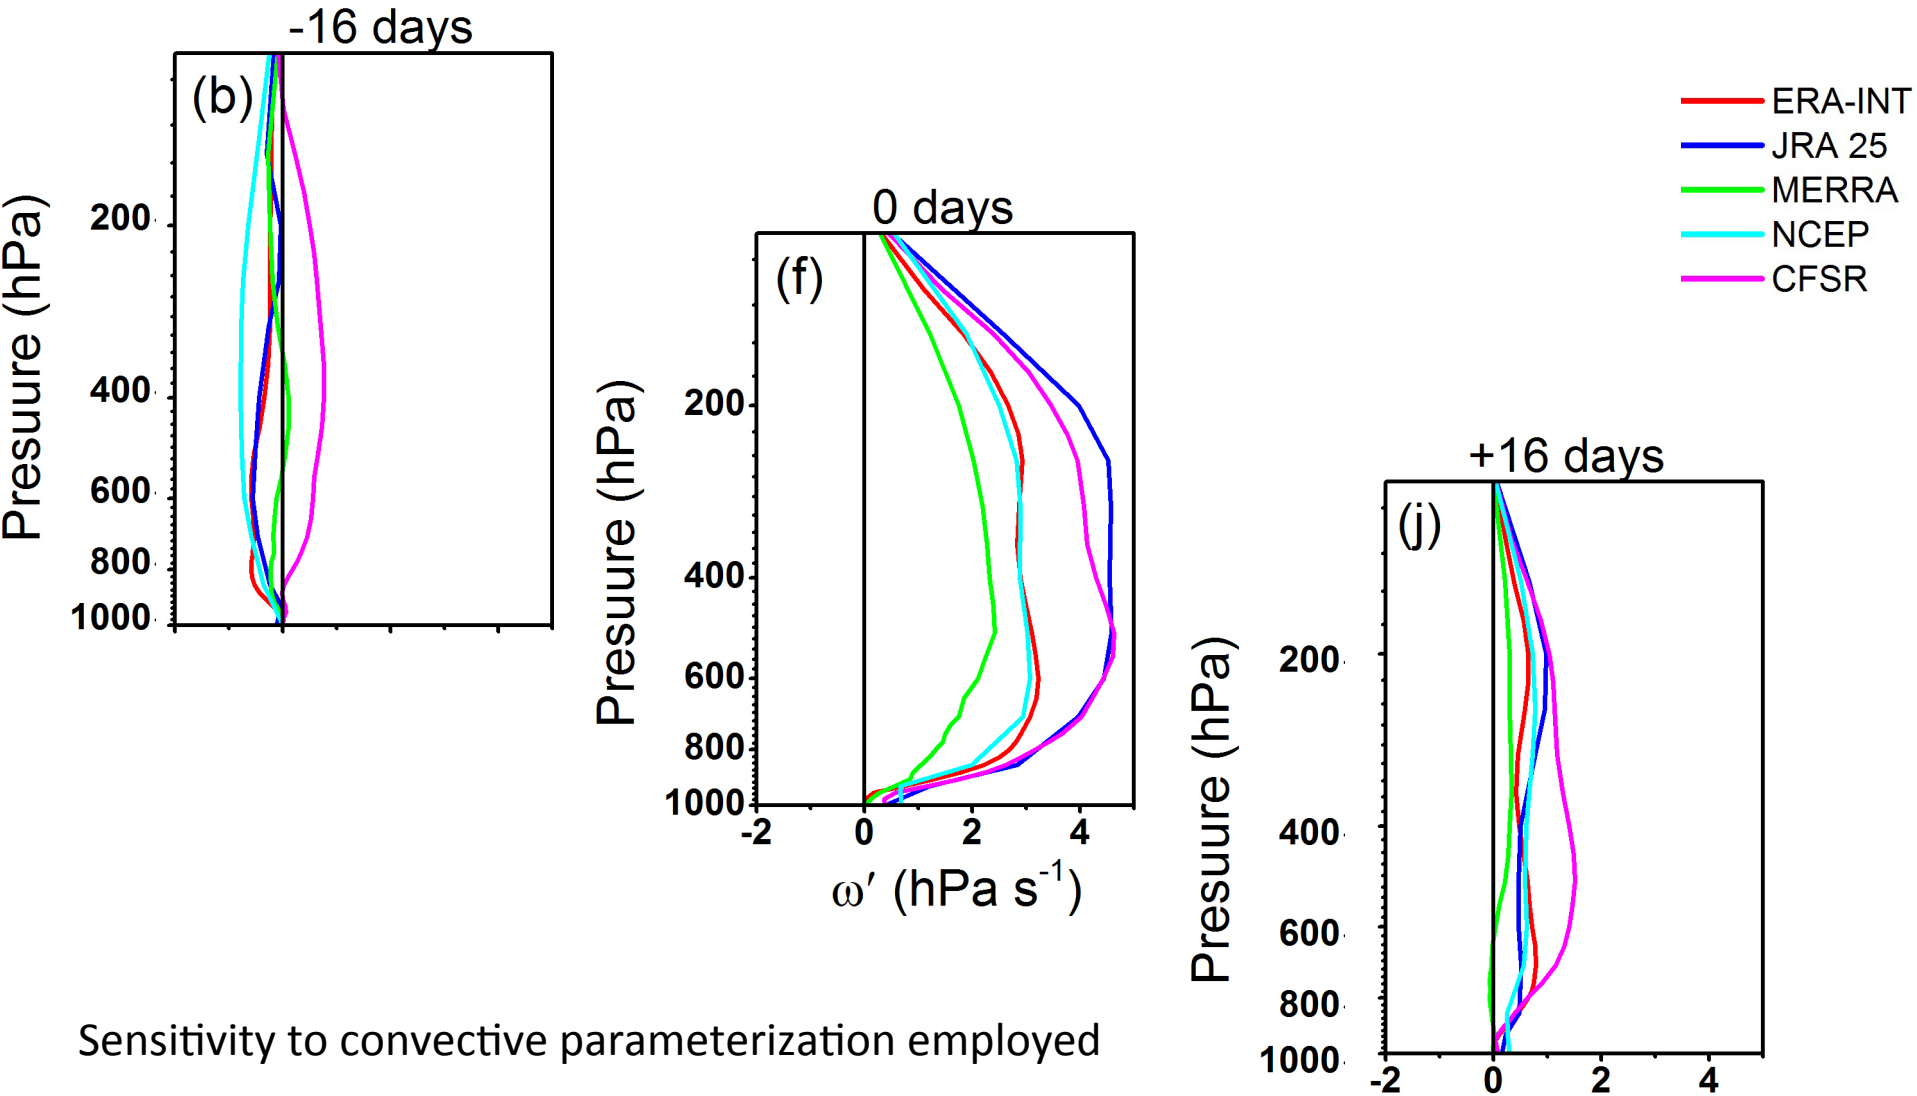 -16 days
(b)
Presuure (hPa)
200
400
600
800
1000
0 days
(f)
Presuure (hPa)
200
400
600
800
1000
-2 0 2 4
ω′ (hPa s⁻¹)
+16 days
(j)
Presuure (hPa)
200
400
600
800
1000
-2 0 2 4
ERA-INT
JRA 25
MERRA
NCEP
CFSR
Sensitivity to convective parameterization employed